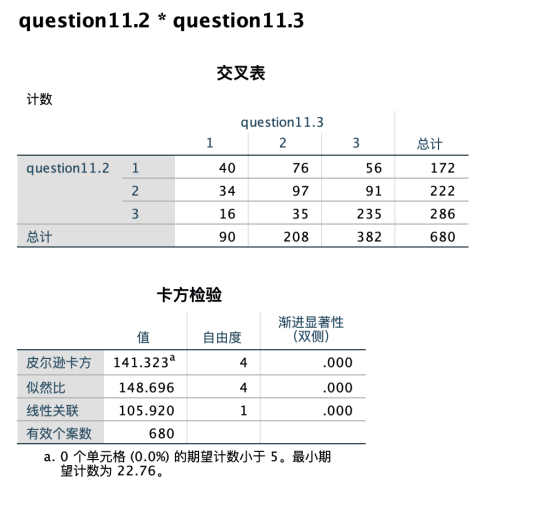 question11.2 * question11.3
交叉表
计数
question11.3
1 2 3 总计
question11.2 1 40 76 56 172
2 34 97 91 222
3 16 35 235 286
总计 90 208 382 680
卡方检验
值 自由度 渐进显著性
（双侧）
皮尔逊卡方 141.323a 4 .000
似然比 148.696 4 .000
线性关联 105.920 1 .000
有效个案数 680
a. 0 个单元格 (0.0%) 的期望计数小于 5。最小期
望计数为 22.76。